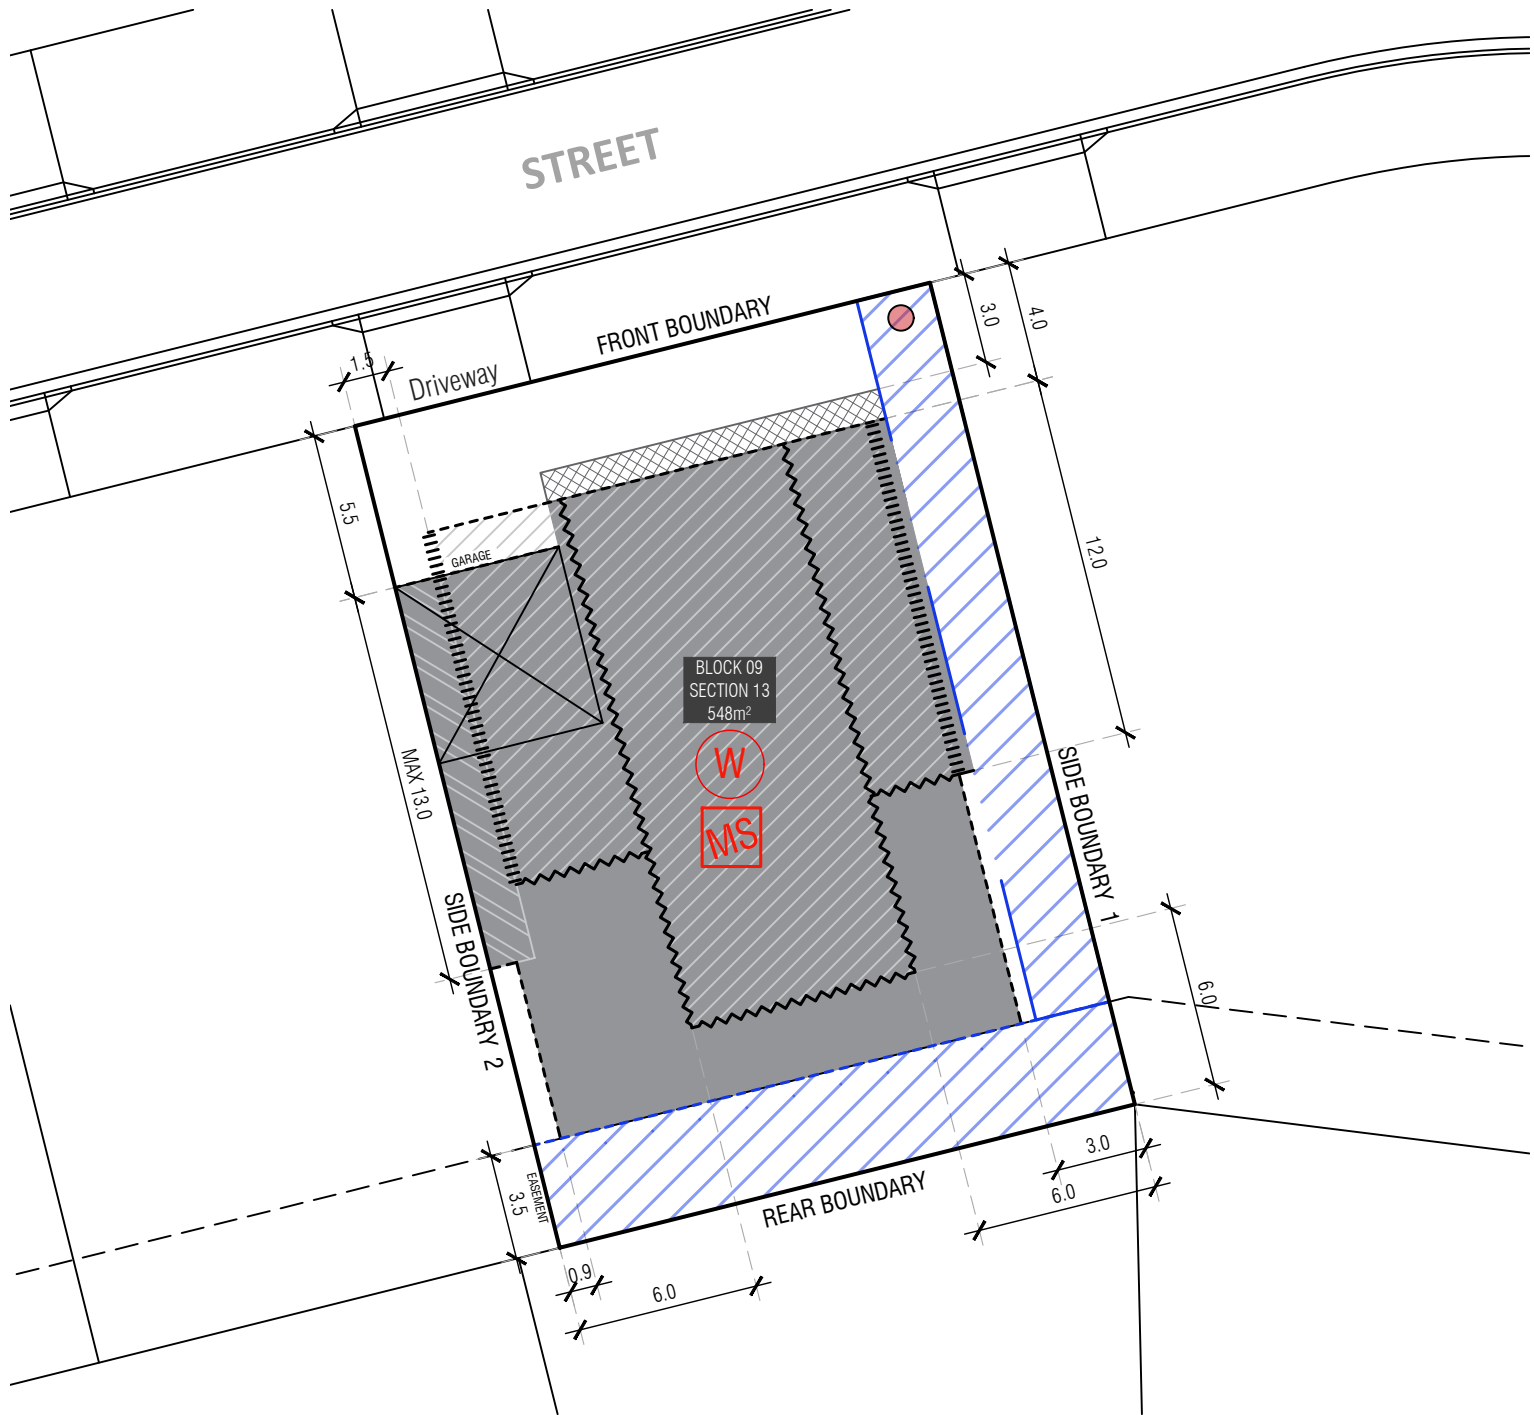 STREET
FRONT BOUNDARY
Driveway
1.5
3.0
4.0
5.5
GARAGE
12.0
BLOCK 09
SECTION 13
548m²
W
MS
MAX 13.0
SIDE BOUNDARY 1
SIDE BOUNDARY 2
6.0
EASEMENT
3.5
REAR BOUNDARY
3.0
6.0
0.9
6.0